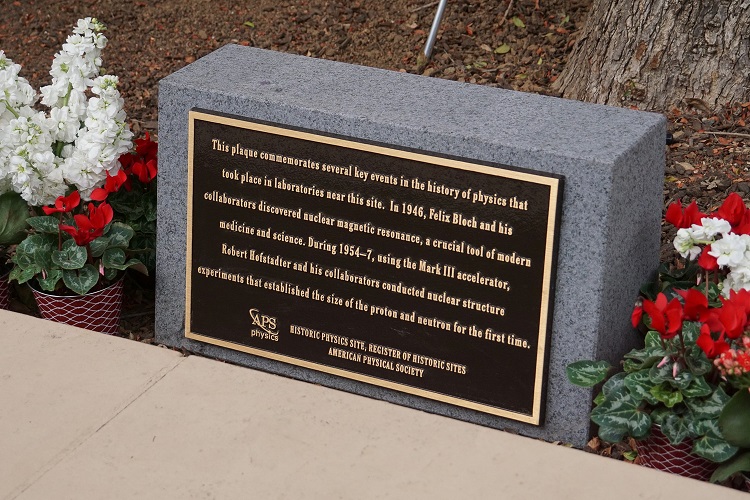 This plaque commemorates several key events in the history of physics that
took place in laboratories near this site. In 1946, Felix Bloch and his
collaborators discovered nuclear magnetic resonance, a crucial tool of modern
medicine and science. During 1954–7, using the Mark III accelerator,
Robert Hofstadter and his collaborators conducted nuclear structure
experiments that established the size of the proton and neutron for the first time.
APS
physics
HISTORIC PHYSICS SITE, REGISTER OF HISTORIC SITES
AMERICAN PHYSICAL SOCIETY